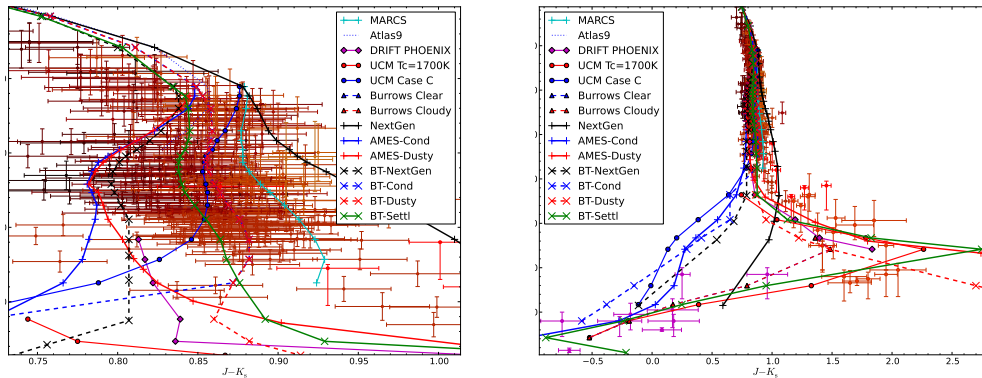 MARCS
Atlas9
DRIFT PHOENIX
UCM Tc=1700K
UCM Case C
Burrows Clear
Burrows Cloudy
NextGen
AMES-Cond
AMES-Dusty
BT-NextGen
BT-Cond
BT-Dusty
BT-Settl
0.75 0.80 0.85 0.90 0.95 1.00
J−Ks
MARCS
Atlas9
DRIFT PHOENIX
UCM Tc=1700K
UCM Case C
Burrows Clear
Burrows Cloudy
NextGen
AMES-Cond
AMES-Dusty
BT-NextGen
BT-Cond
BT-Dusty
BT-Settl
−0.5 0.0 0.5 1.0 1.5 2.0 2.5
J−Ks